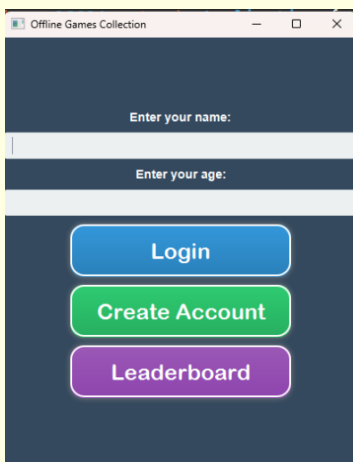 Offline Games Collection
Enter your name:
Enter your age:
Login
Create Account
Leaderboard